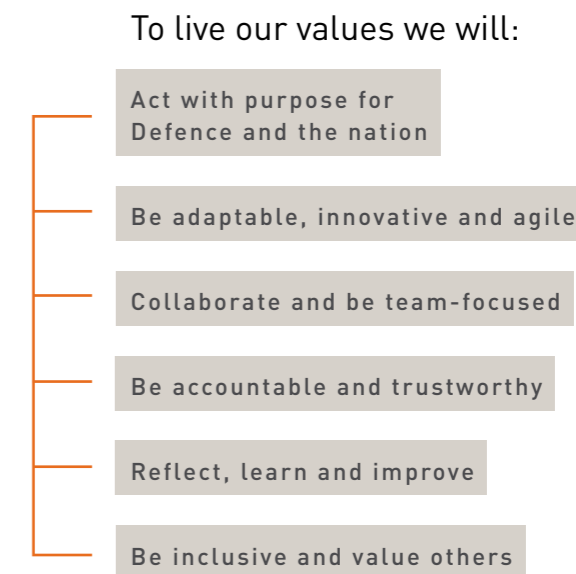 To live our values we will:
Act with purpose for
Defence and the nation
Be adaptable, innovative and agile
Collaborate and be team-focused
Be accountable and trustworthy
Reflect, learn and improve
Be inclusive and value others